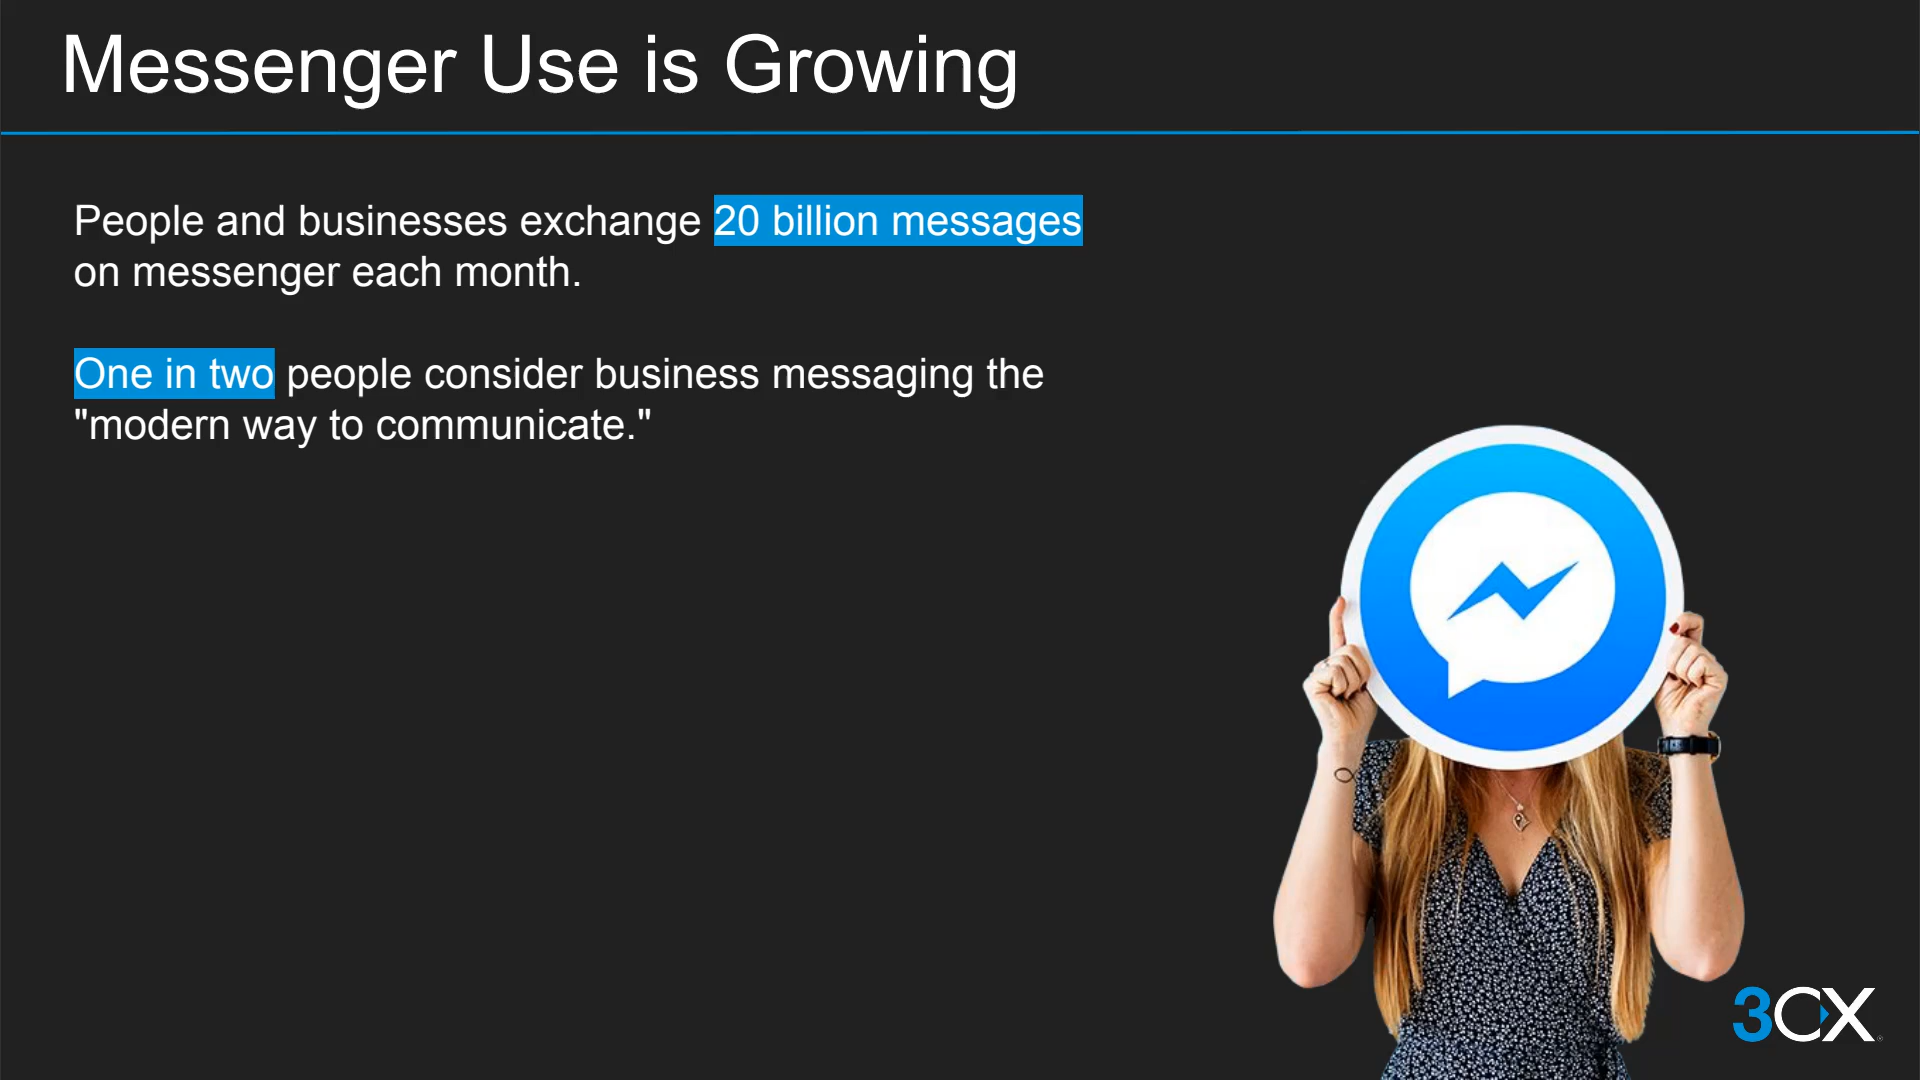 Messenger Use is Growing
People and businesses exchange 20 billion messages
on messenger each month.
One in two people consider business messaging the
"modern way to communicate."
3CX